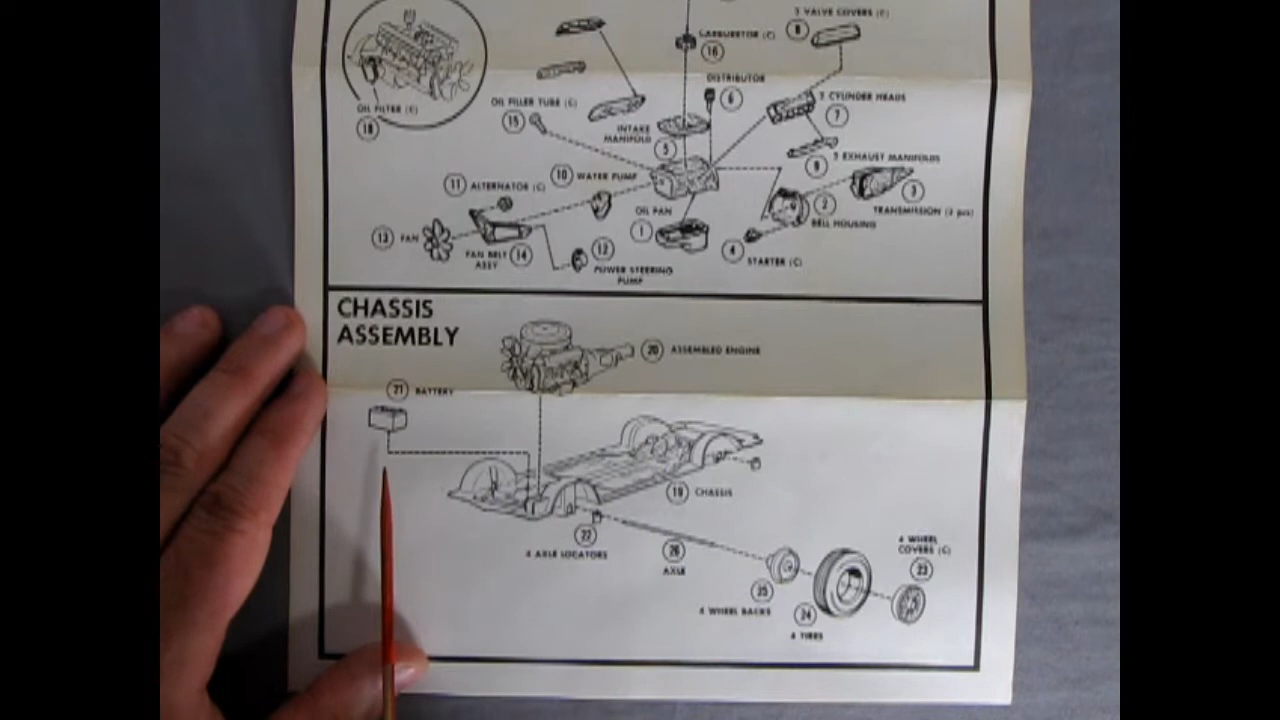 2 VALVE COVERS (C)
8
CARBURETOR (C)
16
DISTRIBUTOR
6
2 CYLINDER HEADS
7
OIL FILTER (C)
18
OIL FILLER TUBE (C)
15
INTAKE
MANIFOLD
5
2 EXHAUST MANIFOLDS
9
10 WATER PUMP
11 ALTERNATOR (C)
3
TRANSMISSION (2 pcs)
2
BELL HOUSING
OIL PAN
1
13 FAN
FAN BELT
ASSY
14
12
POWER STEERING
PUMP
4
STARTER (C)
CHASSIS
ASSEMBLY
20 ASSEMBLED ENGINE
21 BATTERY
19 CHASSIS
22
4 AXLE LOCATORS
26
AXLE
25
4 WHEEL BACKS
24
4 TIRES
4 WHEEL
COVERS (C)
23